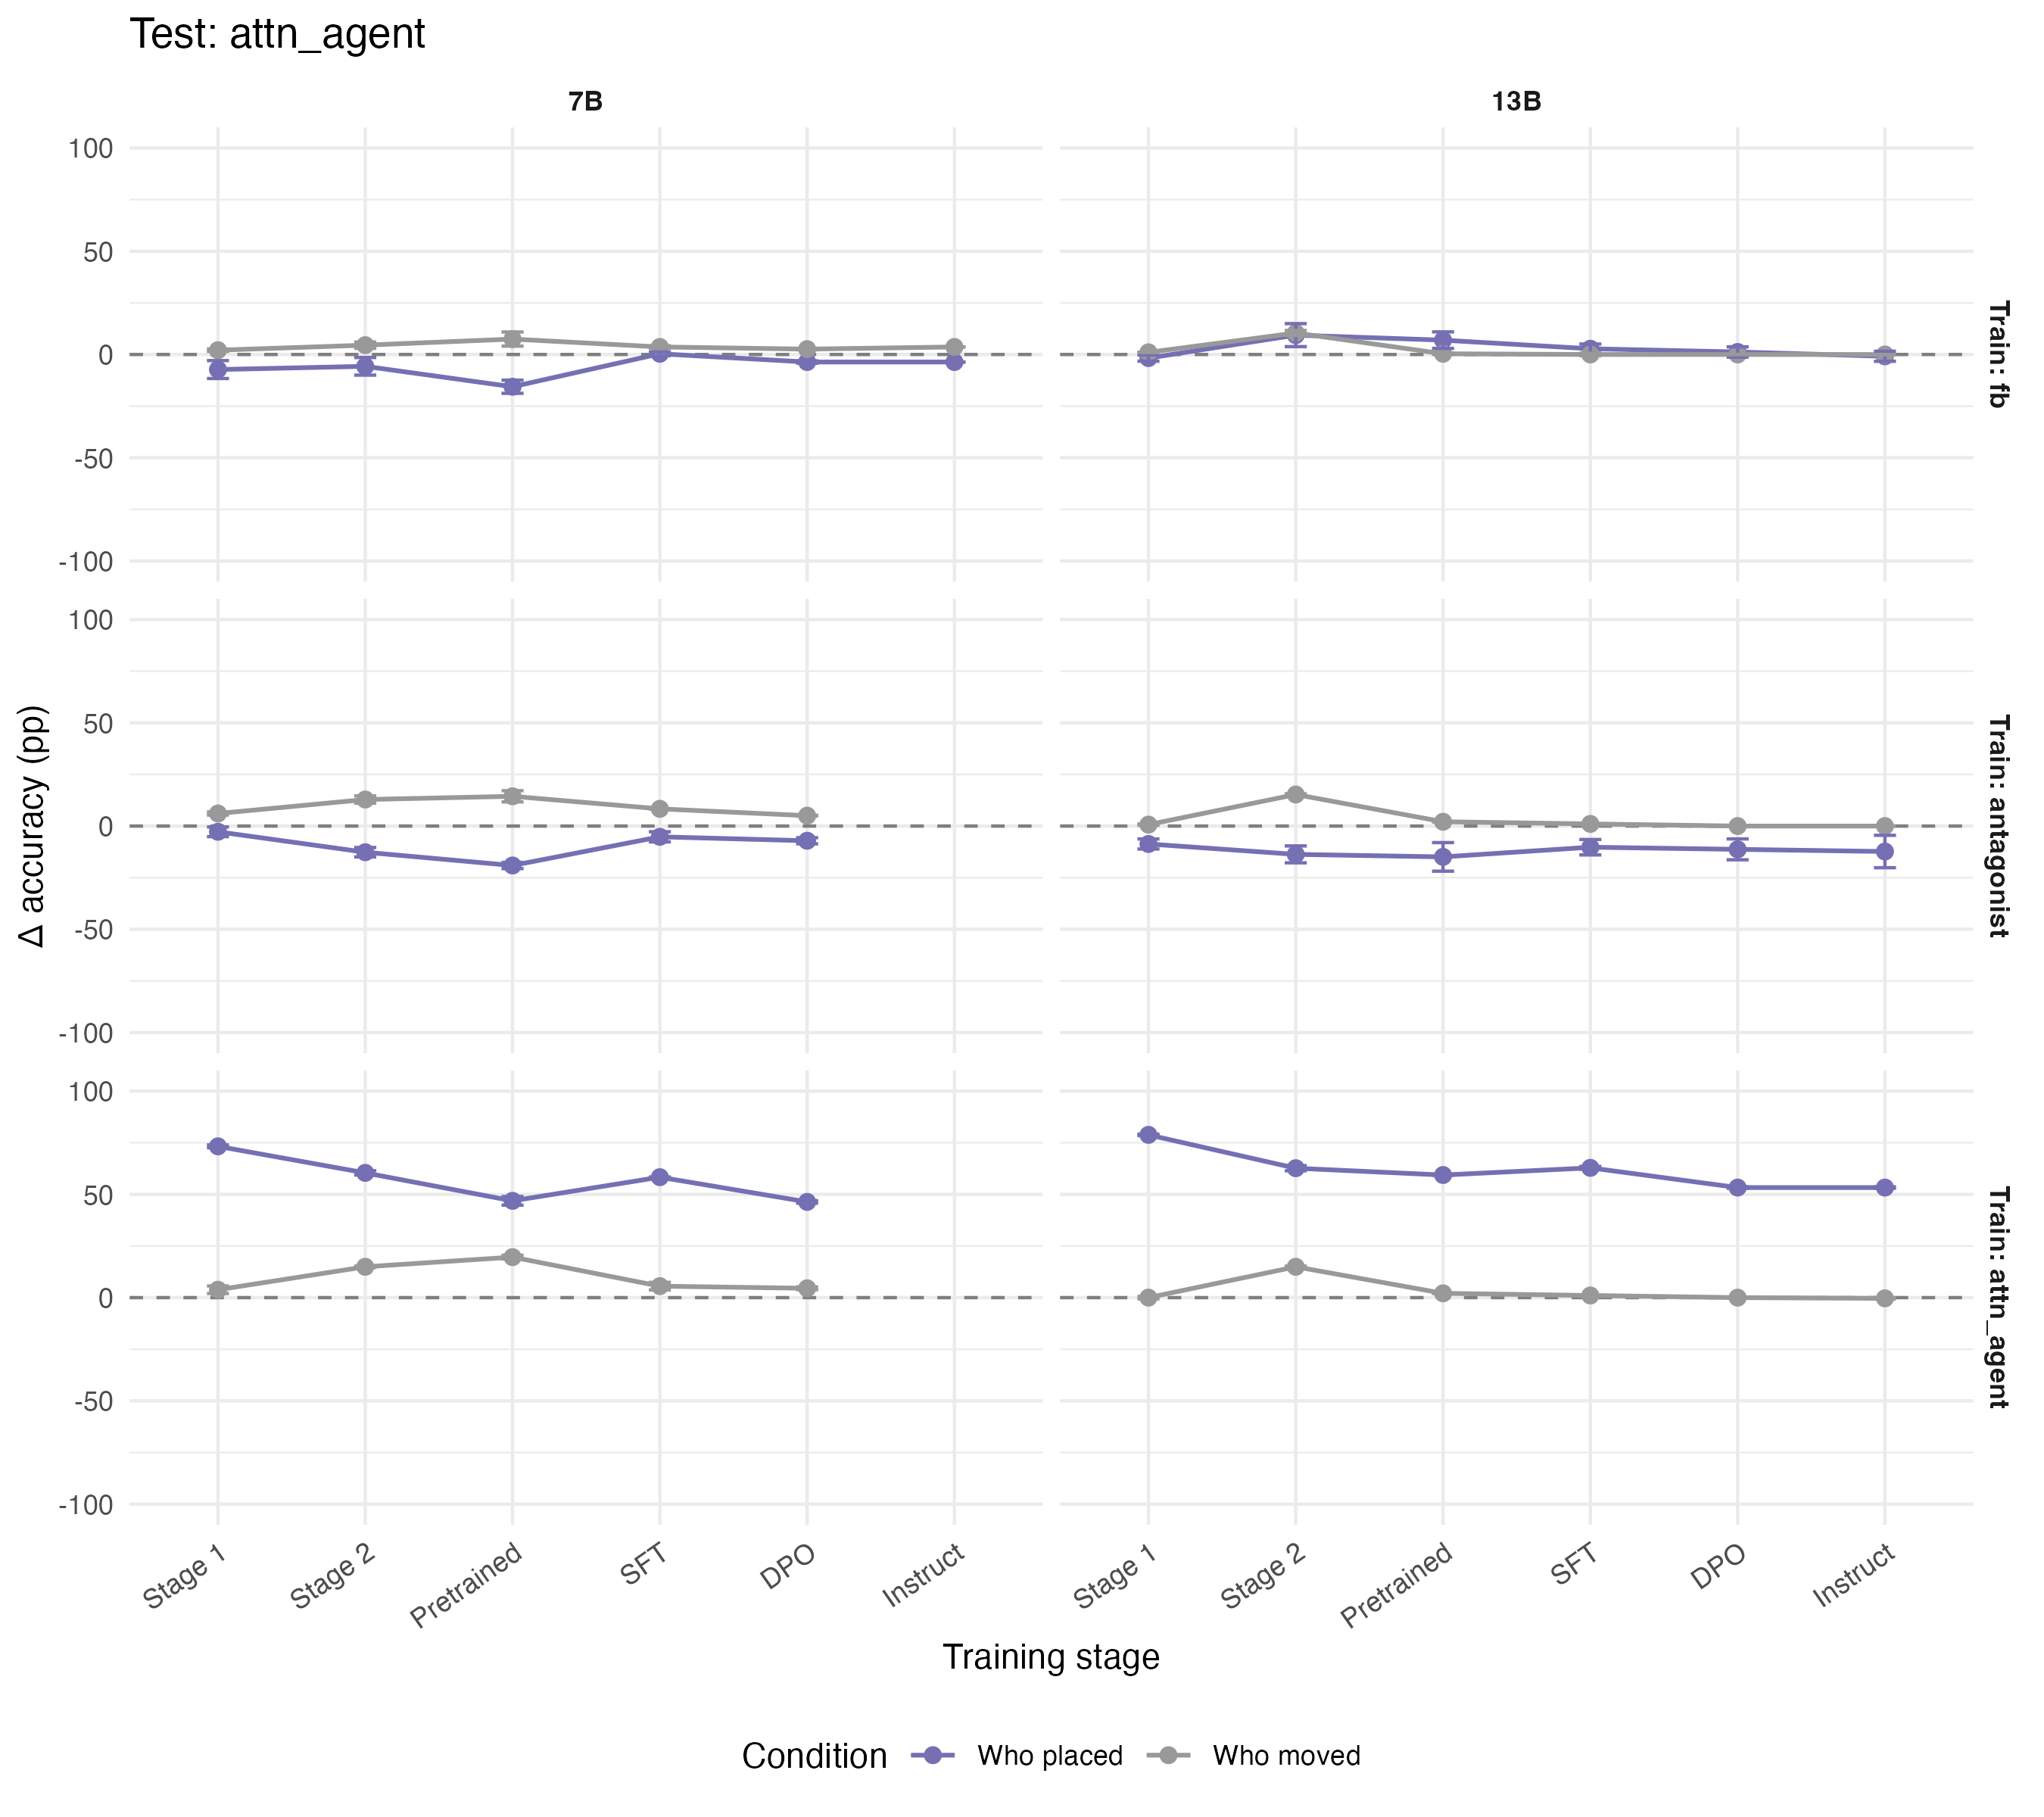 Test: attn_agent
7B
13B
100
50
0
-50
-100
Train: fb
100
50
0
-50
-100
Train: antagonist
100
50
0
-50
-100
Train: attn_agent
Δ accuracy (pp)
Stage 1
Stage 2
Pretrained
SFT
DPO
Instruct
Stage 1
Stage 2
Pretrained
SFT
DPO
Instruct
Training stage
Condition
Who placed
Who moved